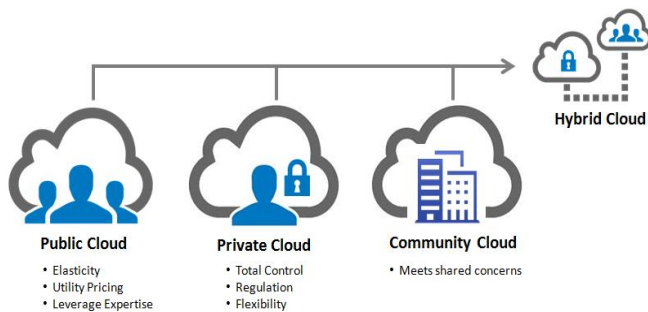 Hybrid Cloud
Public Cloud
• Elasticity
• Utility Pricing
• Leverage Expertise
Private Cloud
• Total Control
• Regulation
• Flexibility
Community Cloud
• Meets shared concerns